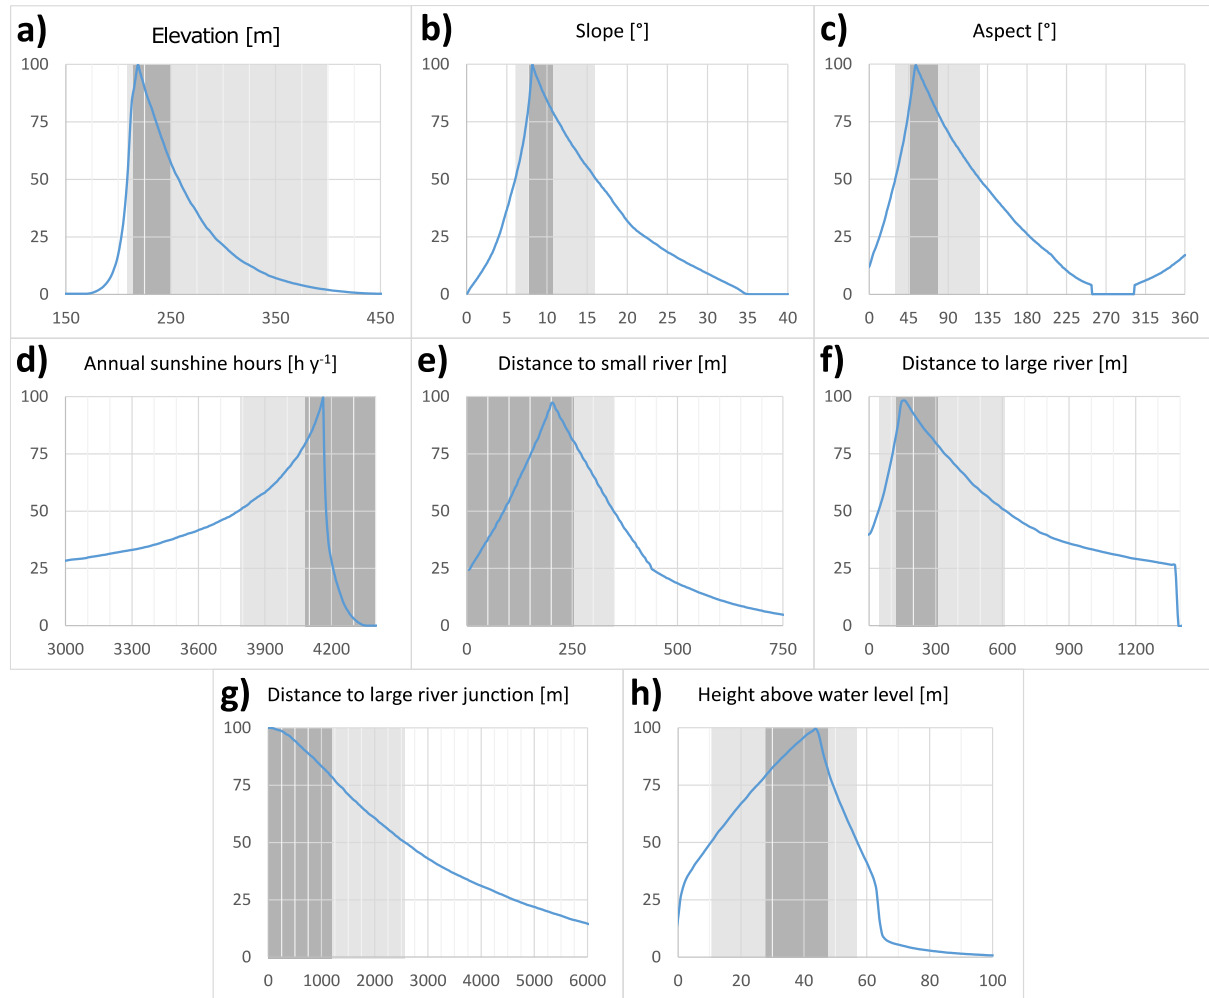 a) Elevation [m]
100
75
50
25
0
150 250 350 450
b) Slope [°]
100
75
50
25
0
0 5 10 15 20 25 30 35 40
c) Aspect [°]
100
75
50
25
0
0 45 90 135 180 225 270 315 360
d) Annual sunshine hours [h y⁻¹]
100
75
50
25
0
3000 3300 3600 3900 4200
e) Distance to small river [m]
100
75
50
25
0
0 250 500 750
f) Distance to large river [m]
100
75
50
25
0
0 300 600 900 1200
g) Distance to large river junction [m]
100
75
50
25
0
0 1000 2000 3000 4000 5000 6000
h) Height above water level [m]
100
75
50
25
0
0 20 40 60 80 100